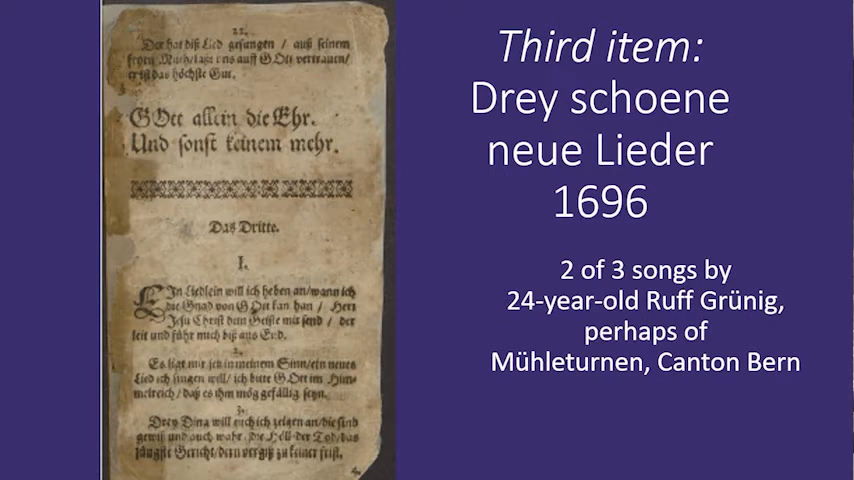 22.
Der hat diß Lied gesungen / auß seinem
freyen Muth / laßt uns auff GOtt vertrauen /
er ist das höchste Gut.
GOtt allein die Ehr.
Und sonst keinem mehr.
Das Dritte.
I.
EIn Liedlein will ich heben an / wann ich
die Gnad von GOtt kan han / Herr
Jesu Christ dein Geiste mir send / der
leit und führ mich biß ans End.
2.
Es ligt mir jetz in meinem Sinn / ein neues
Lied ich singen will / ich bitte GOtt im Him-
melreich / daß es ihm mög gefällig seyn.
3.
Drey Ding will euch ich zeigen an / die sind
gewiß und auch wahr / die Höll der Tod / das
jüngste Gericht / dern vergiß zu keiner frist.
Third item:
Drey schoene
neue Lieder
1696
2 of 3 songs by
24-year-old Ruff Grünig,
perhaps of
Mühleturnen, Canton Bern